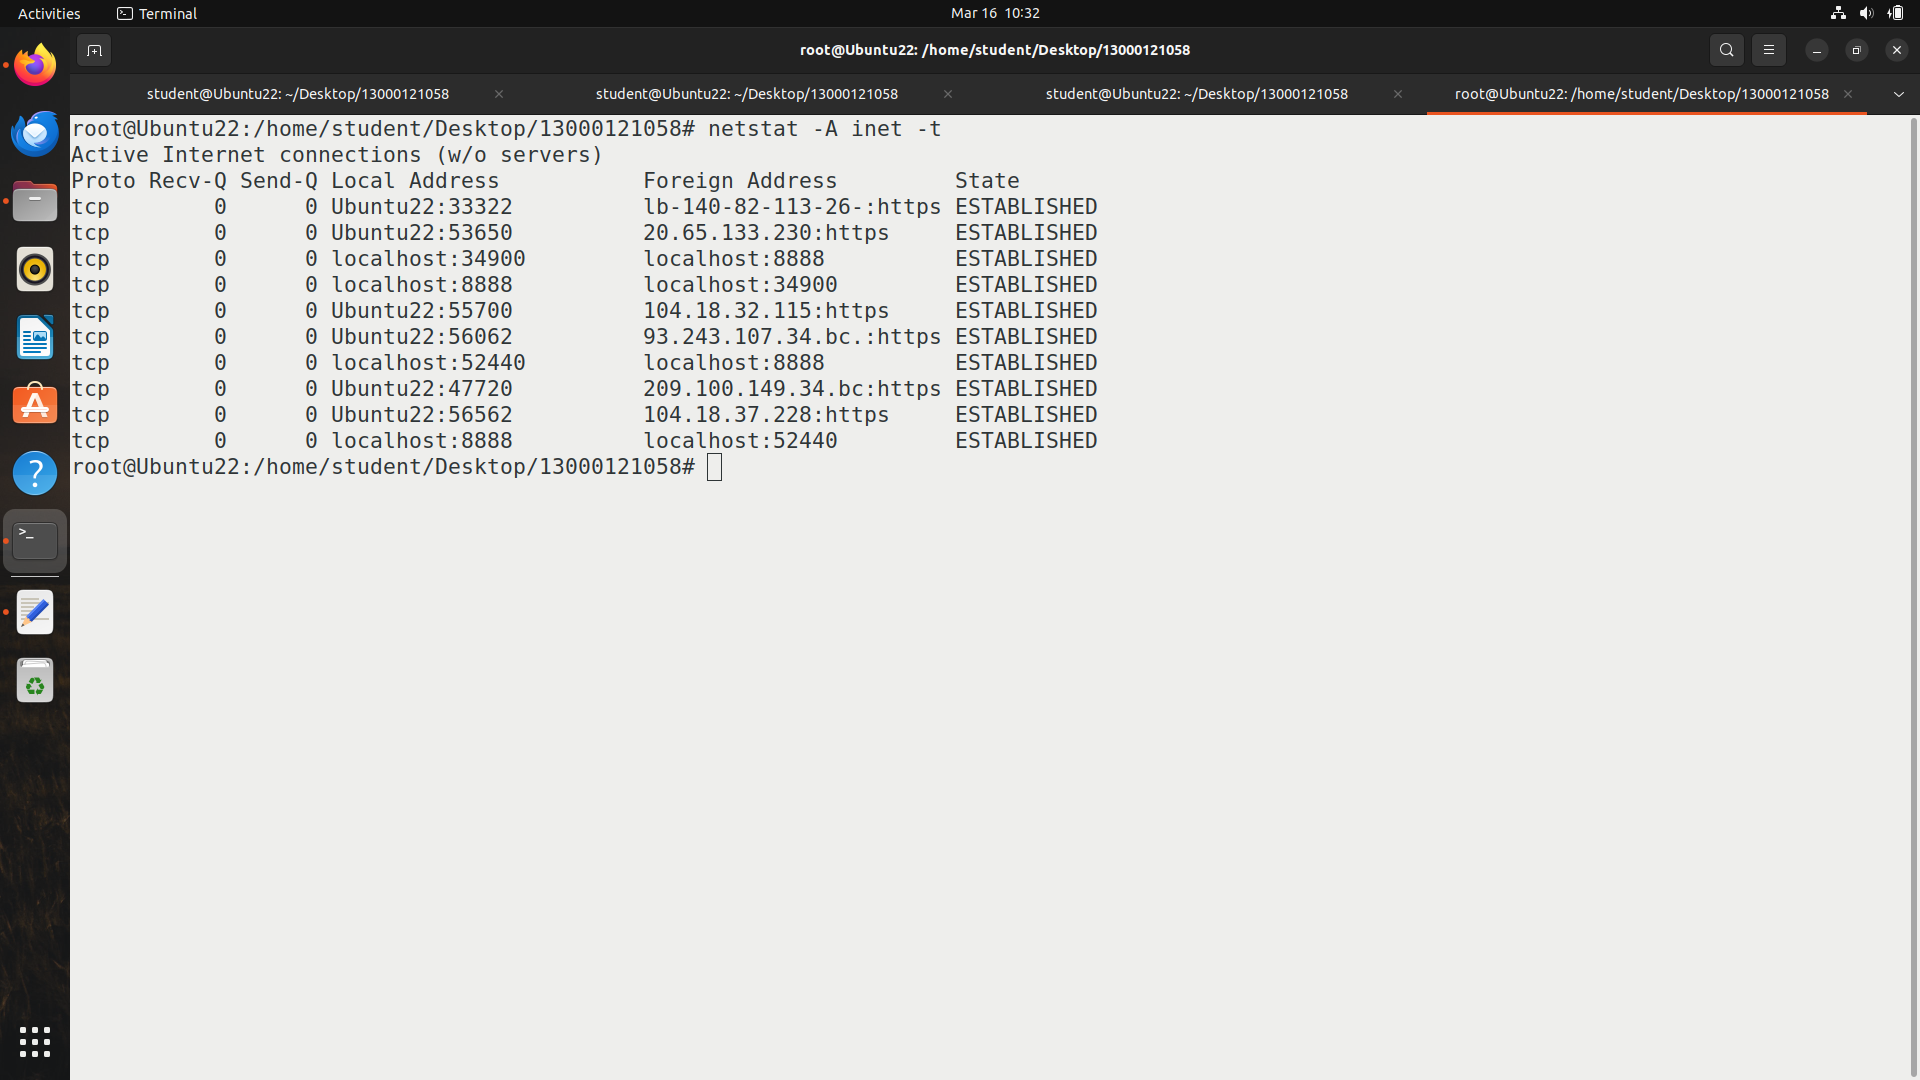 Activities Terminal Mar 16 10:32
root@Ubuntu22: /home/student/Desktop/13000121058
student@Ubuntu22: ~/Desktop/13000121058 student@Ubuntu22: ~/Desktop/13000121058 student@Ubuntu22: ~/Desktop/13000121058 root@Ubuntu22: /home/student/Desktop/13000121058
root@Ubuntu22:/home/student/Desktop/13000121058# netstat -A inet -t
Active Internet connections (w/o servers)
Proto Recv-Q Send-Q Local Address           Foreign Address         State
tcp        0      0 Ubuntu22:33322          lb-140-82-113-26-:https ESTABLISHED
tcp        0      0 Ubuntu22:53650          20.65.133.230:https     ESTABLISHED
tcp        0      0 localhost:34900         localhost:8888          ESTABLISHED
tcp        0      0 localhost:8888          localhost:34900         ESTABLISHED
tcp        0      0 Ubuntu22:55700          104.18.32.115:https     ESTABLISHED
tcp        0      0 Ubuntu22:56062          93.243.107.34.bc.:https ESTABLISHED
tcp        0      0 localhost:52440         localhost:8888          ESTABLISHED
tcp        0      0 Ubuntu22:47720          209.100.149.34.bc:https ESTABLISHED
tcp        0      0 Ubuntu22:56562          104.18.37.228:https     ESTABLISHED
tcp        0      0 localhost:8888          localhost:52440         ESTABLISHED
root@Ubuntu22:/home/student/Desktop/13000121058#